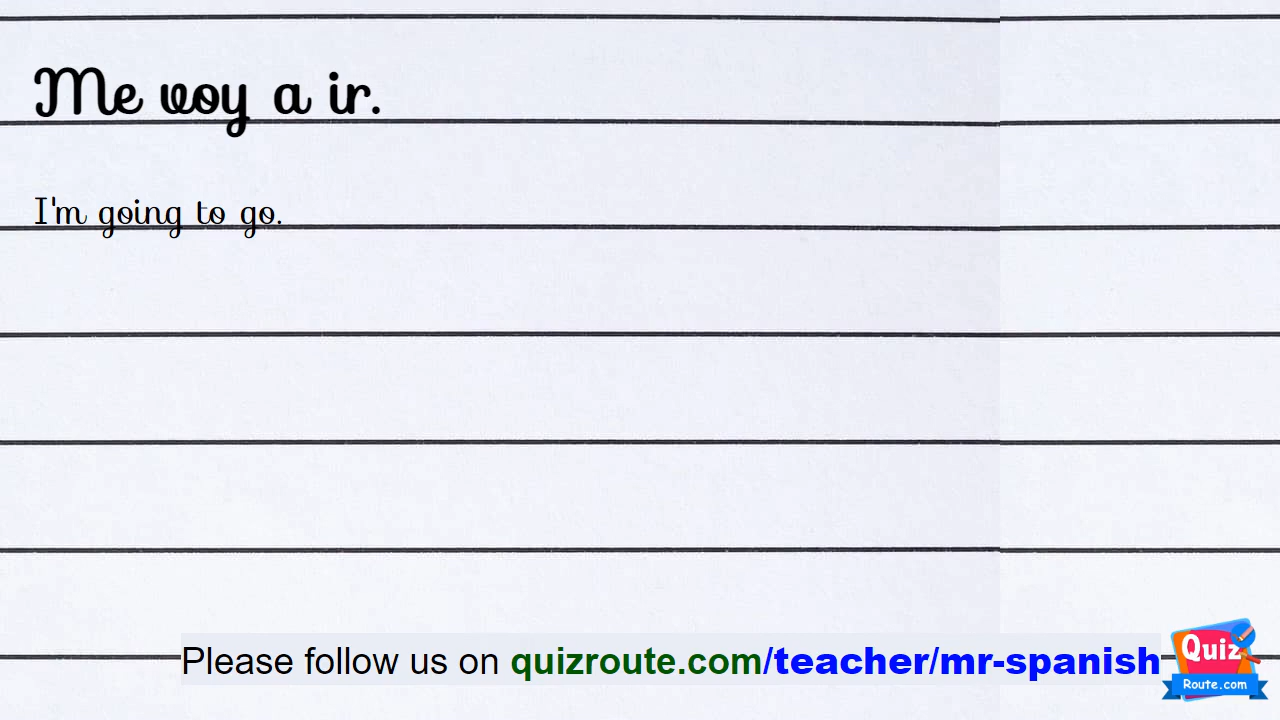 Me voy a ir.
I'm going to go.
Please follow us on quizroute.com/teacher/mr-spanish
Quiz
Route.com